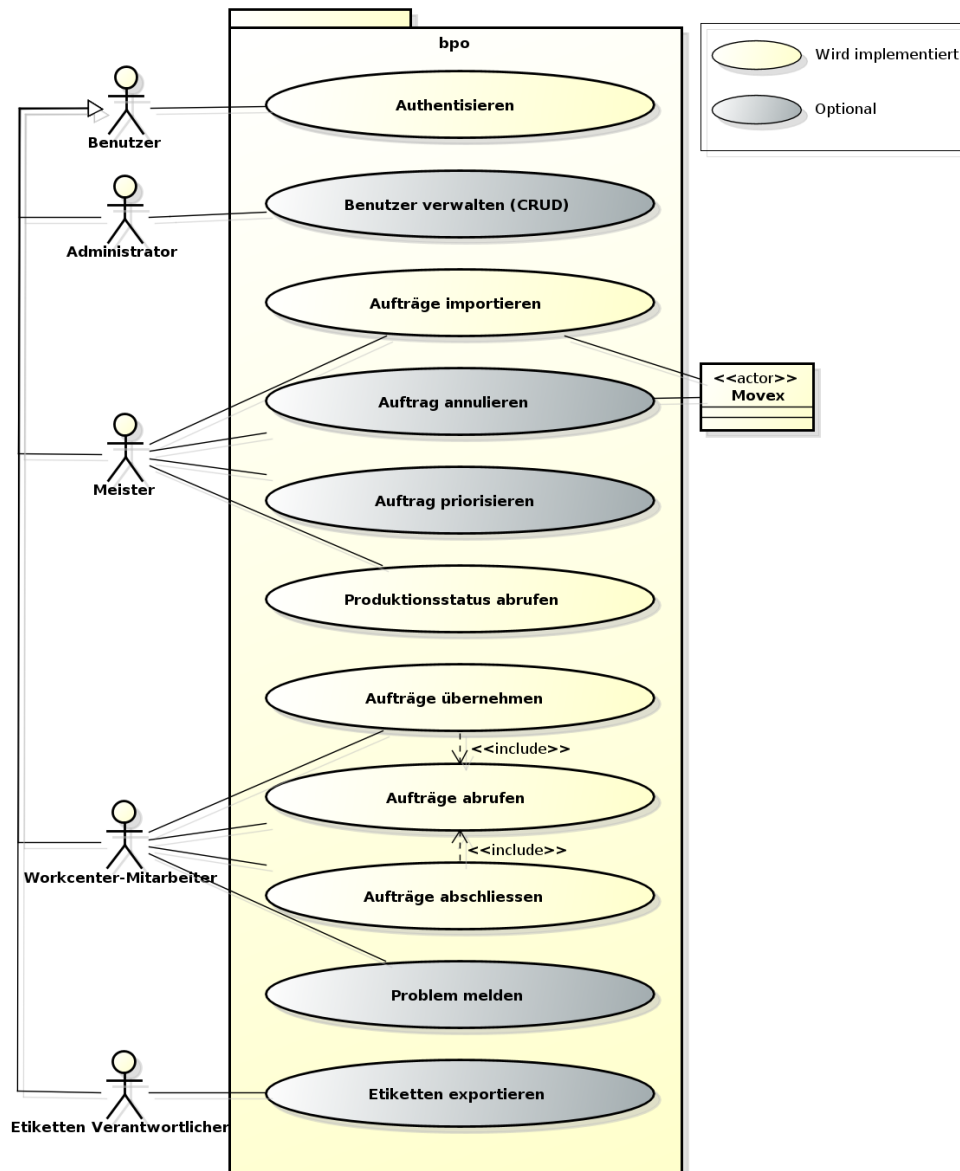 bpo
Wird implementiert
Optional
Authentisieren
Benutzer
Benutzer verwalten (CRUD)
Administrator
Aufträge importieren
<<actor>>
Movex
Auftrag annulieren
Meister
Auftrag priorisieren
Produktionsstatus abrufen
Aufträge übernehmen
<<include>>
Aufträge abrufen
<<include>>
Workcenter-Mitarbeiter
Aufträge abschliessen
Problem melden
Etiketten exportieren
Etiketten Verantwortlicher